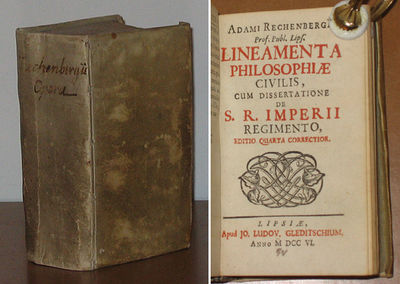 Rechenbergii
Opera
ADAMI RECHENBERGI
Prof. Publ. Lips.
LINEAMENTA
PHILOSOPHIÆ
CIVILIS,
CUM DISSERTATIONE
DE
S. R. IMPERII
REGIMENTO,
EDITIO QUARTA CORRECTIOR.
LIPSIÆ,
Apud JO. LUDOV. GLEDITSCHIUM,
ANNO M DCC VI.